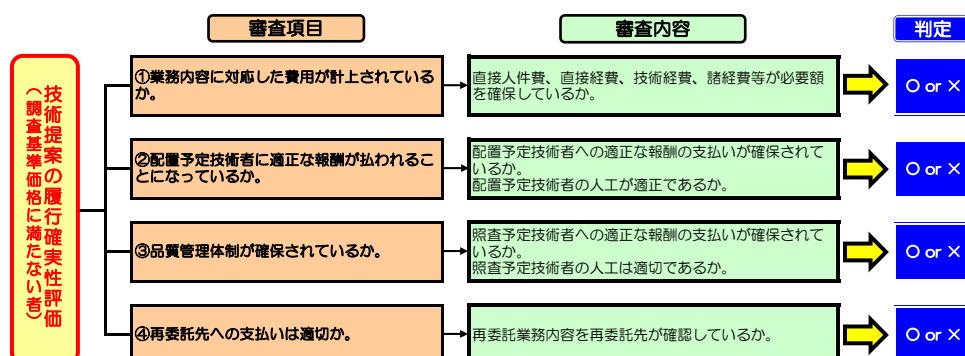 審査項目
審査内容
判定
技術提案の履行確実性評価
（調査基準価格に満たない者）
①業務内容に対応した費用が計上されている
か。
直接人件費、直接経費、技術経費、諸経費等が必要額
を確保しているか。
○ or ×
②配置予定技術者に適正な報酬が払われるこ
とになっているか。
配置予定技術者への適正な報酬の支払いが確保されて
いるか。
配置予定技術者の人工が適正であるか。
○ or ×
③品質管理体制が確保されているか。
照査予定技術者への適正な報酬の支払いが確保されて
いるか。
照査予定技術者の人工は適切であるか。
○ or ×
④再委託先への支払いは適切か。
再委託業務内容を再委託先が確認しているか。
○ or ×